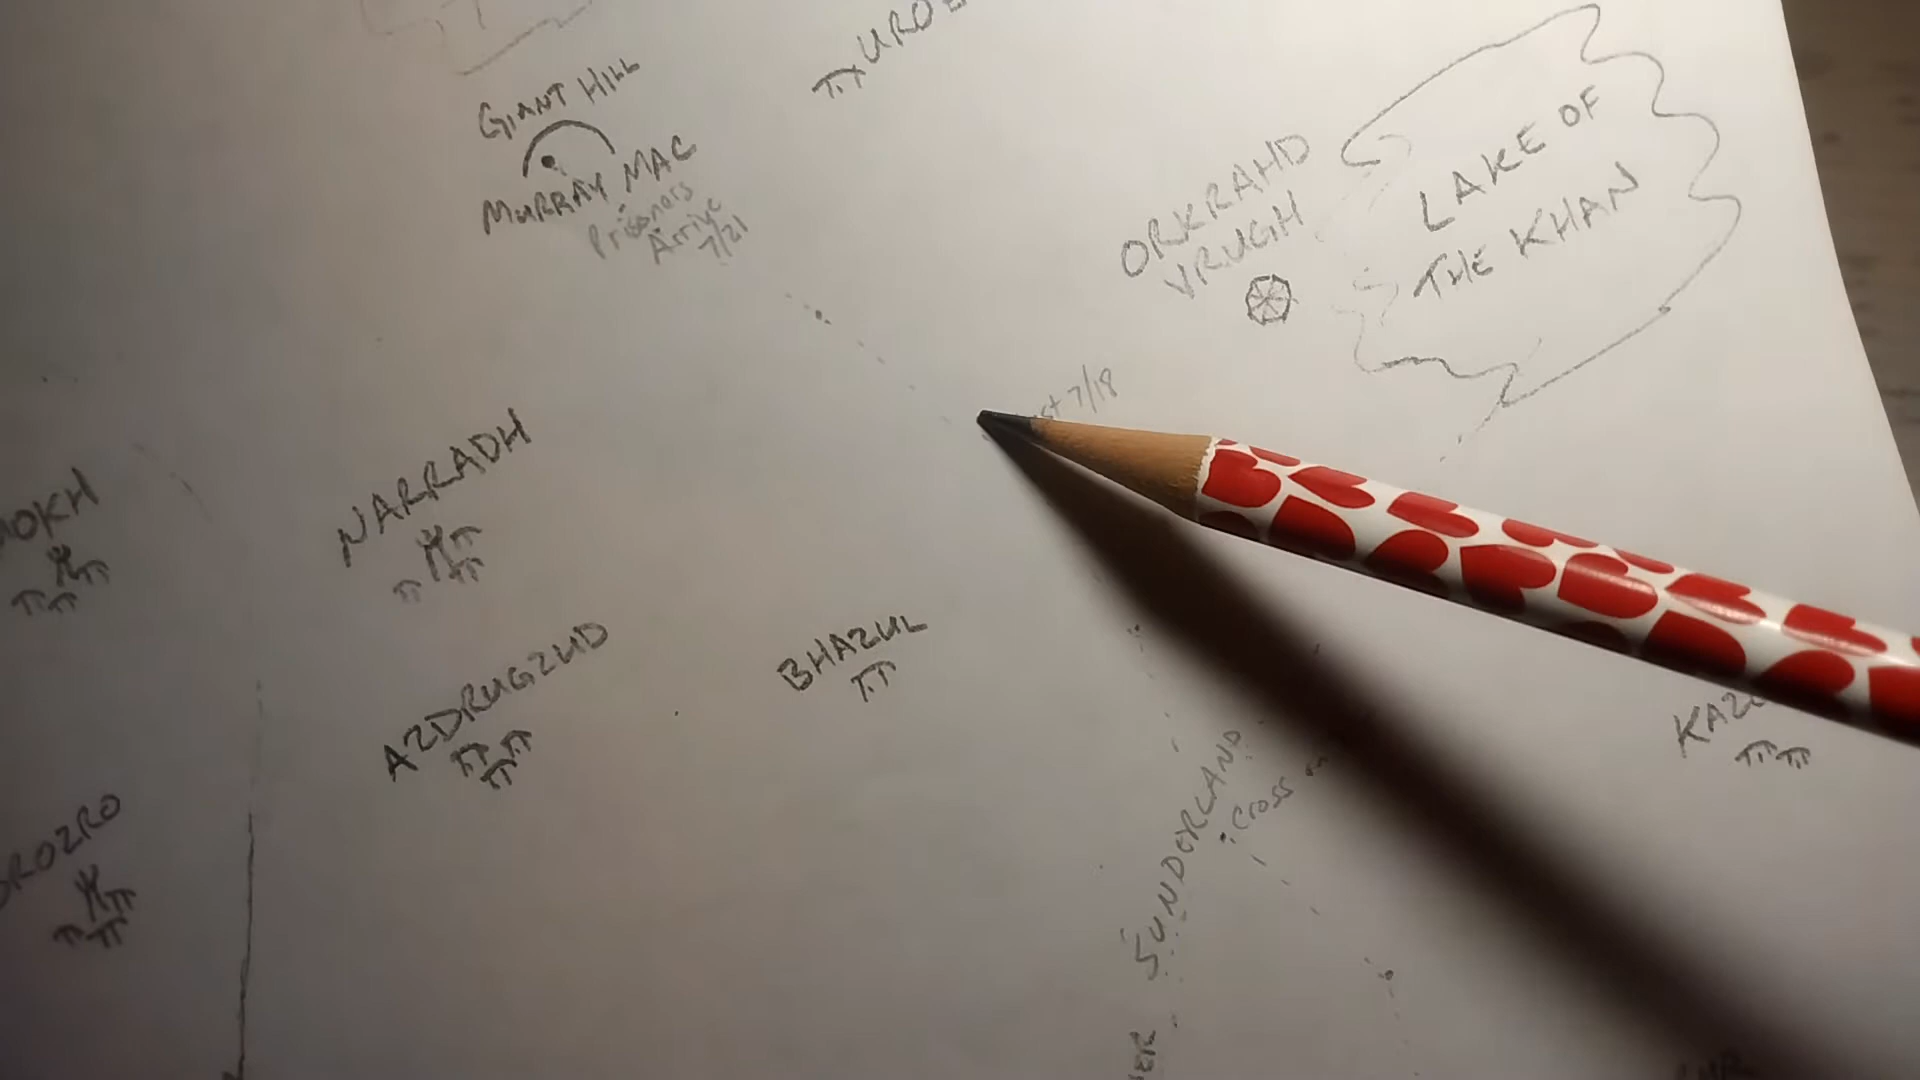 GIANT HILL
MURRAY MAC
Prisoners
Arrive
7/21
ORKRAHD
VRUGH
LAKE OF
THE KHAN
7/18
NARRADH
AZDRUGZUD
BHAZUL
SUNDERLAND
Cross